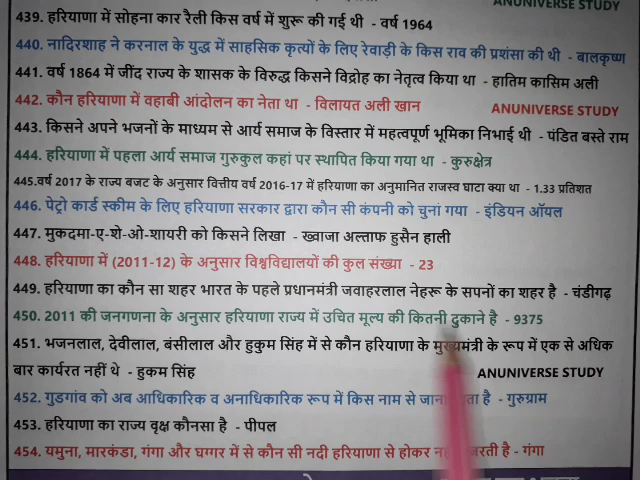 ANUNIVERSE STUDY
439. हरियाणा में सोहना कार रैली किस वर्ष में शुरू की गई थी - वर्ष 1964
440. नादिरशाह ने करनाल के युद्ध में साहसिक कृत्यों के लिए रेवाड़ी के किस राव की प्रशंसा की थी - बालकृष्ण
441. वर्ष 1864 में जींद राज्य के शासक के विरुद्ध किसने विद्रोह का नेतृत्व किया था - हातिम कासिम अली
442. कौन हरियाणा में वहाबी आंदोलन का नेता था - विलायत अली खान ANUNIVERSE STUDY
443. किसने अपने भजनों के माध्यम से आर्य समाज के विस्तार में महत्वपूर्ण भूमिका निभाई थी - पंडित बस्ते राम
444. हरियाणा में पहला आर्य समाज गुरुकुल कहां पर स्थापित किया गया था - कुरुक्षेत्र
445.वर्ष 2017 के राज्य बजट के अनुसार वित्तीय वर्ष 2016-17 में हरियाणा का अनुमानित राजस्व घाटा क्या था - 1.33 प्रतिशत
446. पेट्रो कार्ड स्कीम के लिए हरियाणा सरकार द्वारा कौन सी कंपनी को चुनां गया - इंडियन ऑयल
447. मुकदमा-ए-शे-ओ-शायरी को किसने लिखा - ख्वाजा अल्ताफ हुसैन हाली
448. हरियाणा में (2011-12) के अनुसार विश्वविद्यालयों की कुल संख्या - 23
449. हरियाणा का कौन सा शहर भारत के पहले प्रधानमंत्री जवाहरलाल नेहरू के सपनों का शहर है - चंडीगढ़
450. 2011 की जनगणना के अनुसार हरियाणा राज्य में उचित मूल्य की कितनी दुकाने है - 9375
451. भजनलाल, देवीलाल, बंसीलाल और हुकुम सिंह में से कौन हरियाणा के मुख्यमंत्री के रूप में एक से अधिक
बार कार्यरत नहीं थे - हुकम सिंह ANUNIVERSE STUDY
452. गुडगांव को अब आधिकारिक व अनाधिकारिक रूप में किस नाम से है - गुरुग्राम
453. हरियाणा का राज्य वृक्ष कौनसा है - पीपल
454. यमुना, मारकंडा, गंगा और घग्गर में से कौन सी नदी हरियाणा से होकर है - गंगा